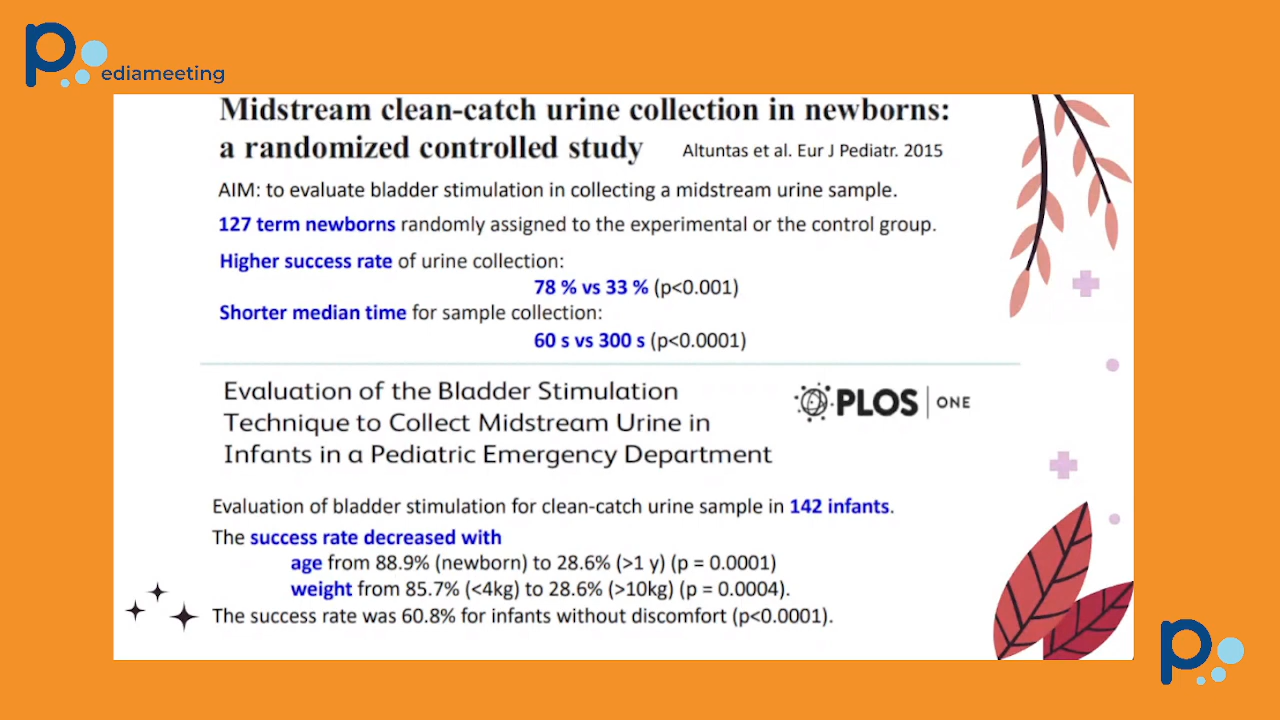 pediameeting
Midstream clean-catch urine collection in newborns:
a randomized controlled study
Altuntas et al. Eur J Pediatr. 2015
AIM: to evaluate bladder stimulation in collecting a midstream urine sample.
127 term newborns randomly assigned to the experimental or the control group.
Higher success rate of urine collection:
78 % vs 33 % (p<0.001)
Shorter median time for sample collection:
60 s vs 300 s (p<0.0001)
Evaluation of the Bladder Stimulation
Technique to Collect Midstream Urine in
Infants in a Pediatric Emergency Department
PLOS ONE
Evaluation of bladder stimulation for clean-catch urine sample in 142 infants.
The success rate decreased with
age from 88.9% (newborn) to 28.6% (>1 y) (p = 0.0001)
weight from 85.7% (<4kg) to 28.6% (>10kg) (p = 0.0004).
The success rate was 60.8% for infants without discomfort (p<0.0001).
p